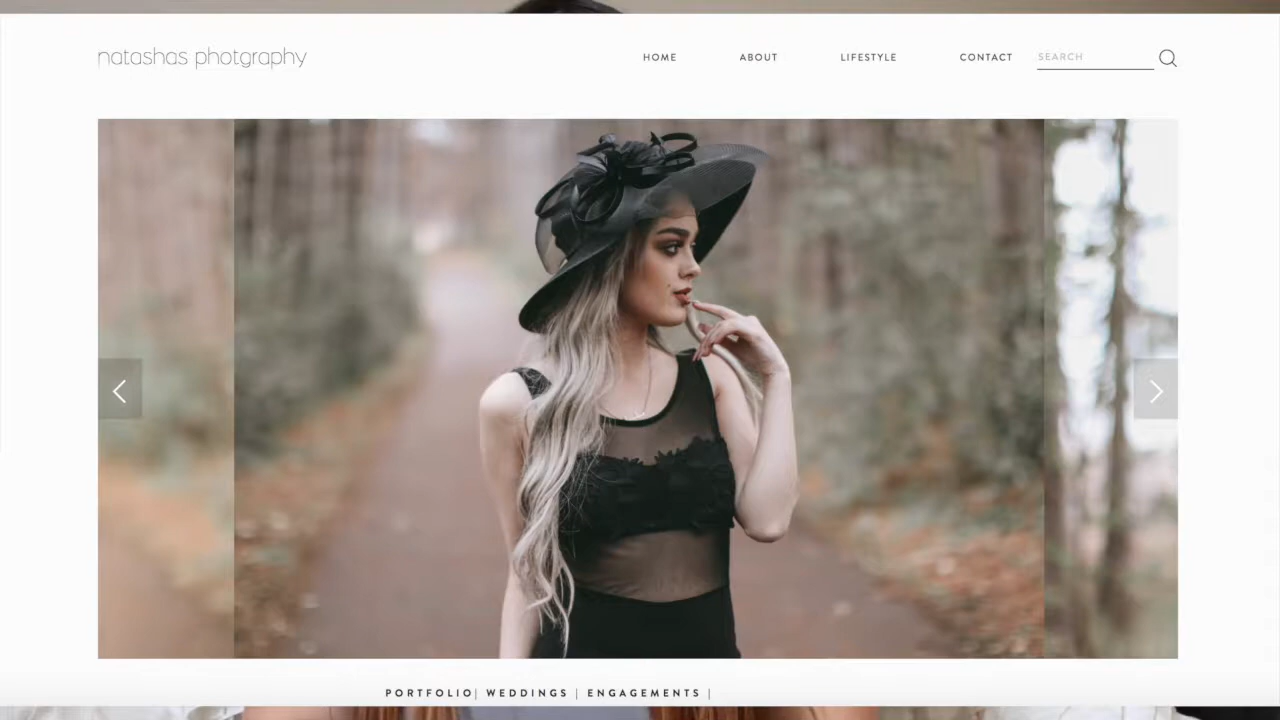 natashas photgraphy
HOME ABOUT LIFESTYLE CONTACT SEARCH
PORTFOLIO| WEDDINGS | ENGAGEMENTS |